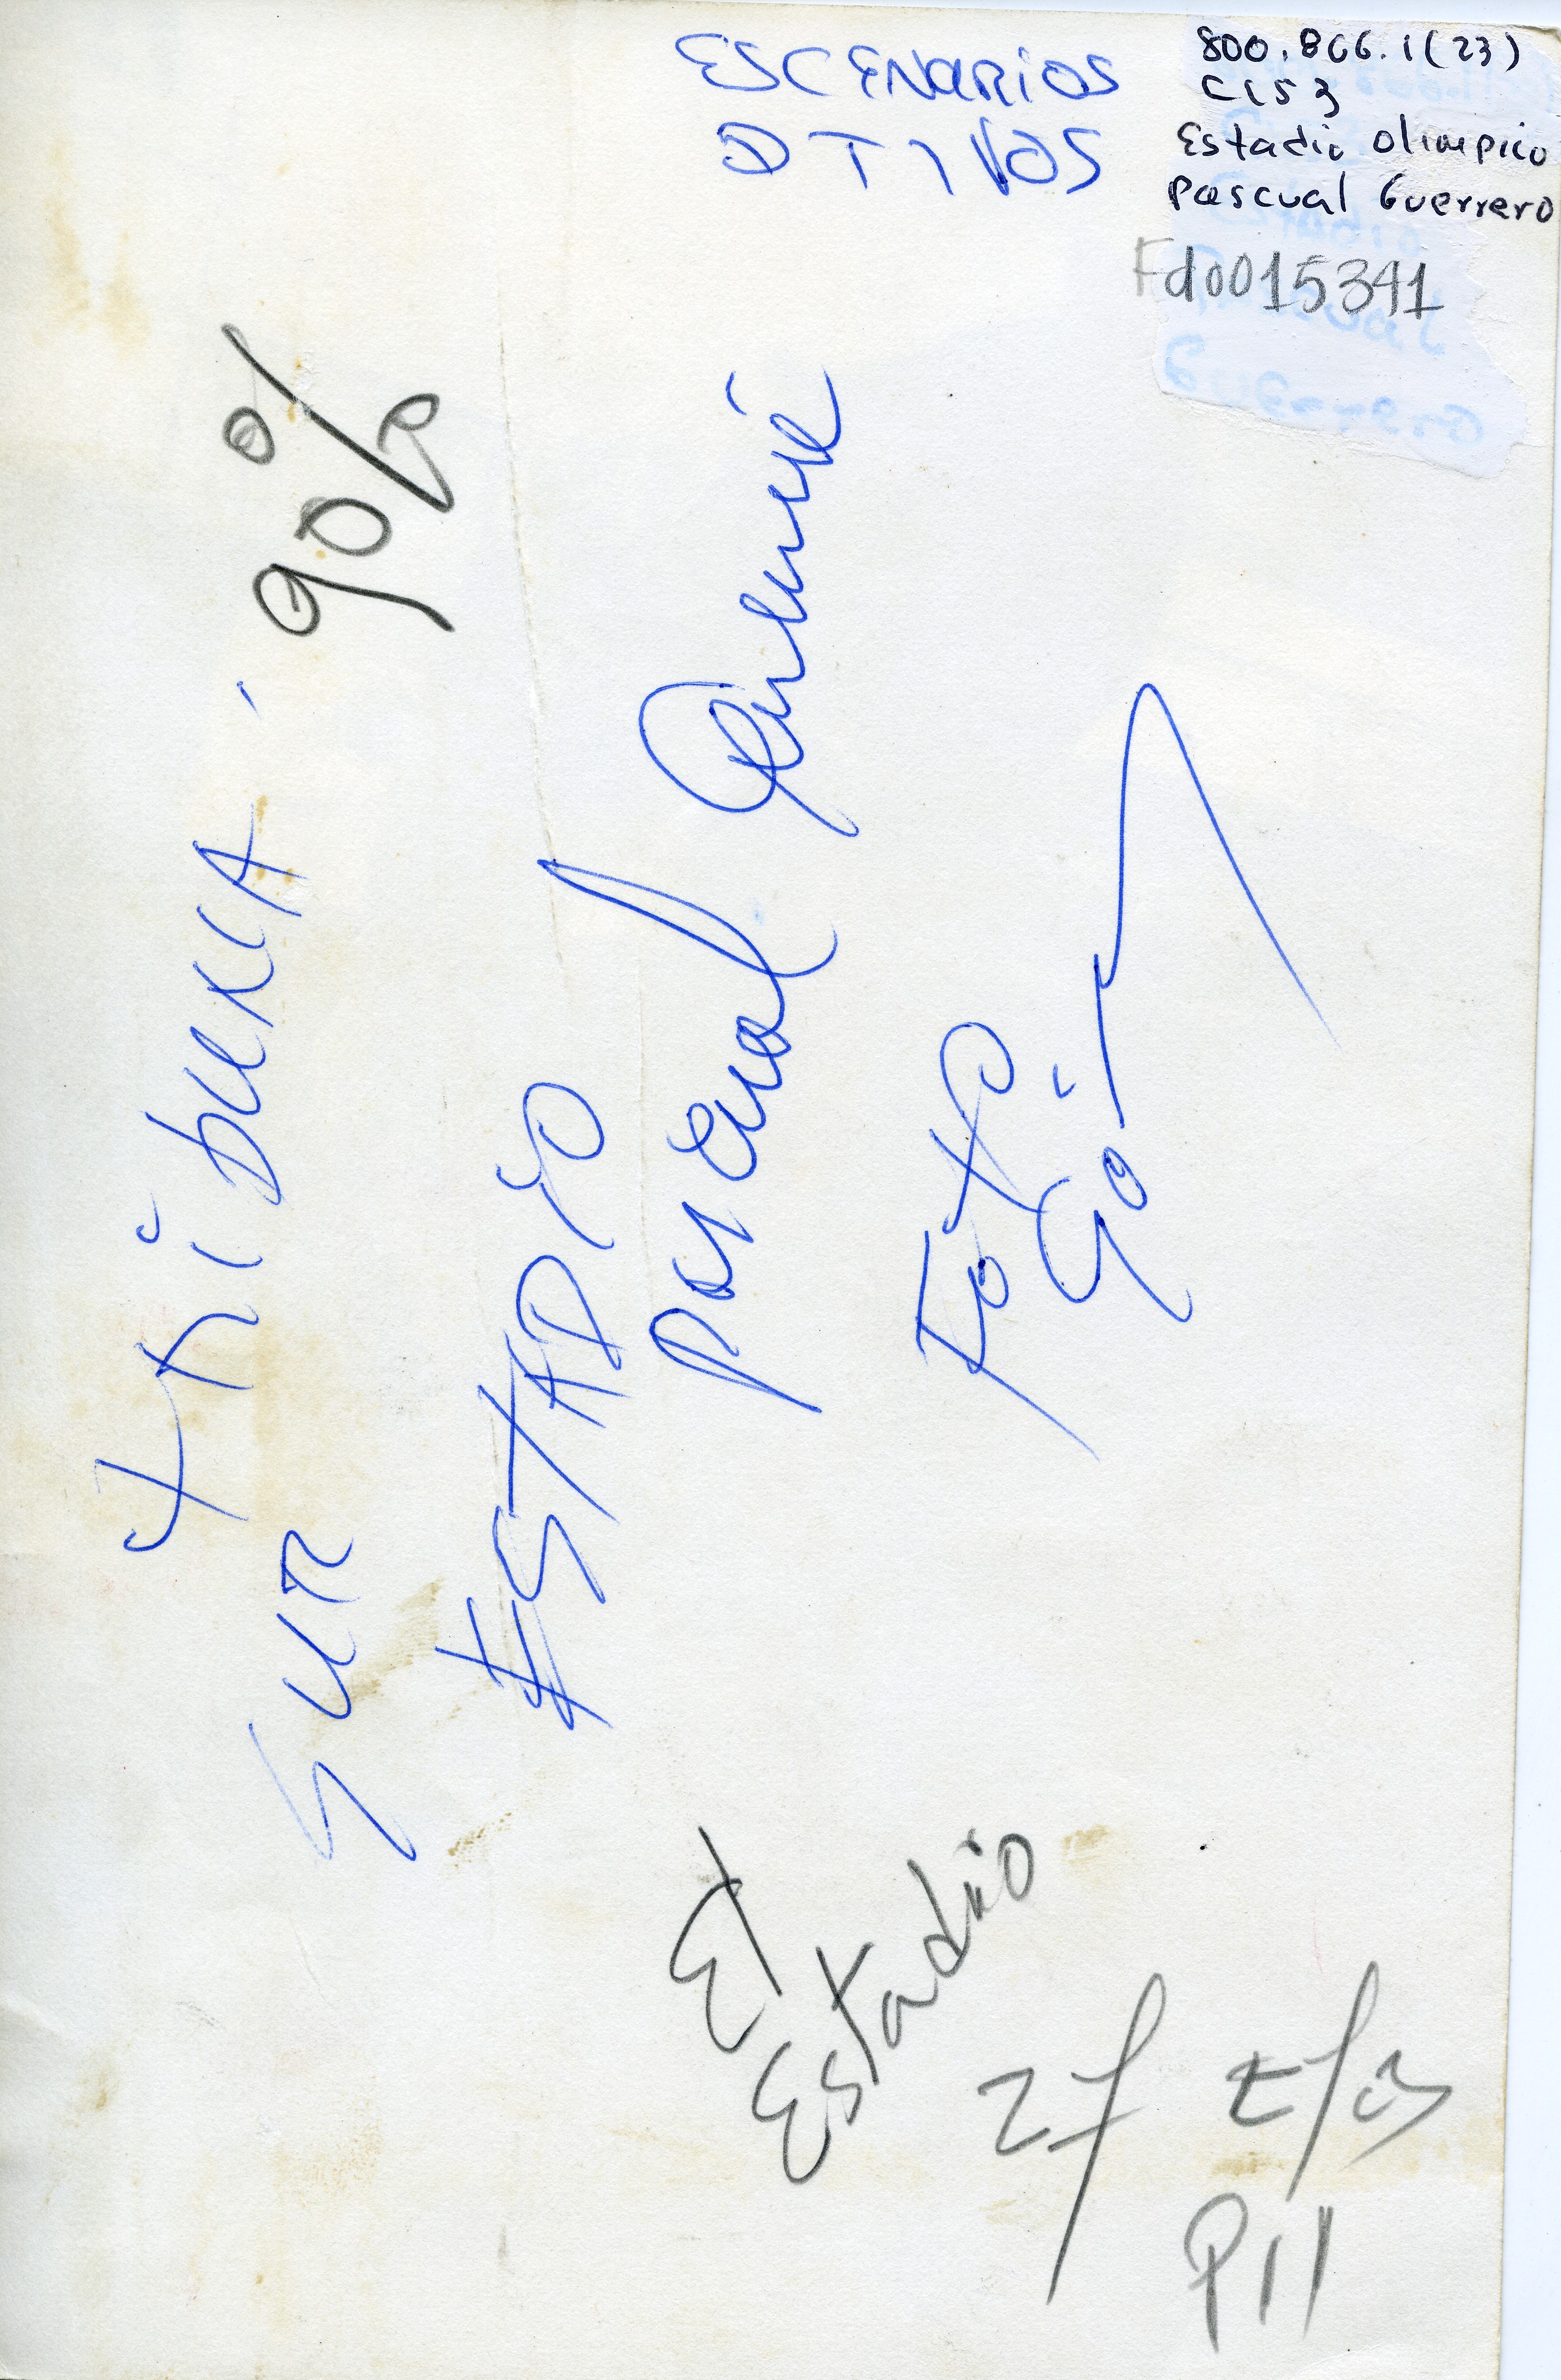 ESCENARIOS
DTIVOS
800.866.1(23)
C153
Estadio Olimpico
Pascual Guerrero
Fd0015341
tribuna
90%
SUR
ESTADIO
Pascual
Foto
El
Estadio
P11